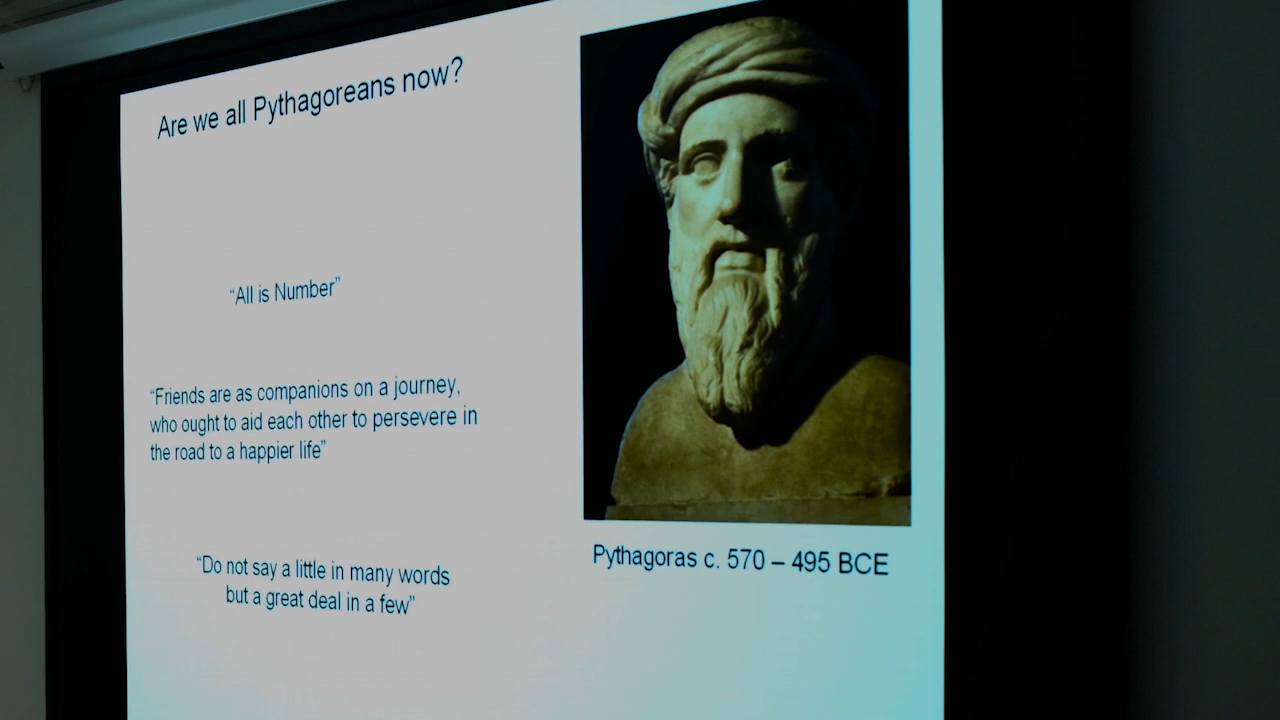 Are we all Pythagoreans now?
“All is Number”
“Friends are as companions on a journey,
who ought to aid each other to persevere in
the road to a happier life”
“Do not say a little in many words
but a great deal in a few”
Pythagoras c. 570 – 495 BCE